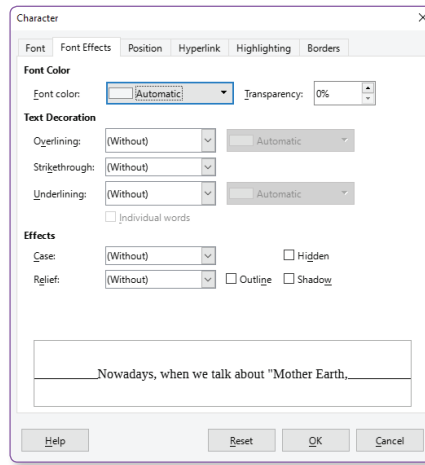 Character
Font Font Effects Position Hyperlink Highlighting Borders
Font Color
Font color: Automatic Transparency: 0%
Text Decoration
Overlining: (Without) Automatic
Strikethrough: (Without)
Underlining: (Without) Automatic
Individual words
Effects
Case: (Without) Hidden
Relief: (Without) Outline Shadow
Nowadays, when we talk about "Mother Earth,
Help Reset OK Cancel